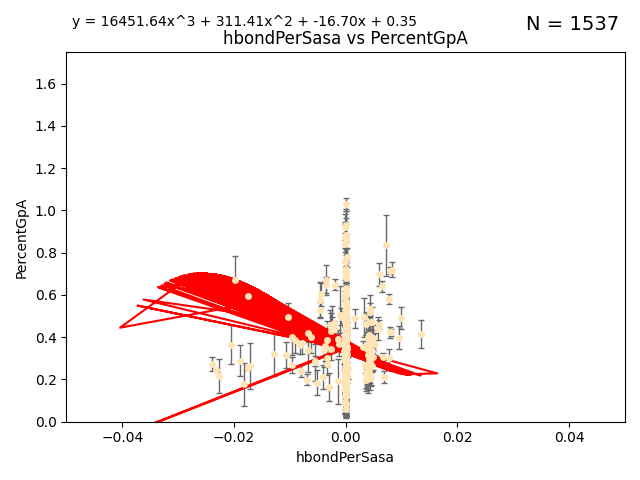 y = 16451.64x^3 + 311.41x^2 + -16.70x + 0.35
N = 1537
hbondPerSasa vs PercentGpA
1.6
1.4
1.2
1.0
0.8
0.6
0.4
0.2
0.0
PercentGpA
−0.04 −0.02 0.00 0.02 0.04
hbondPerSasa